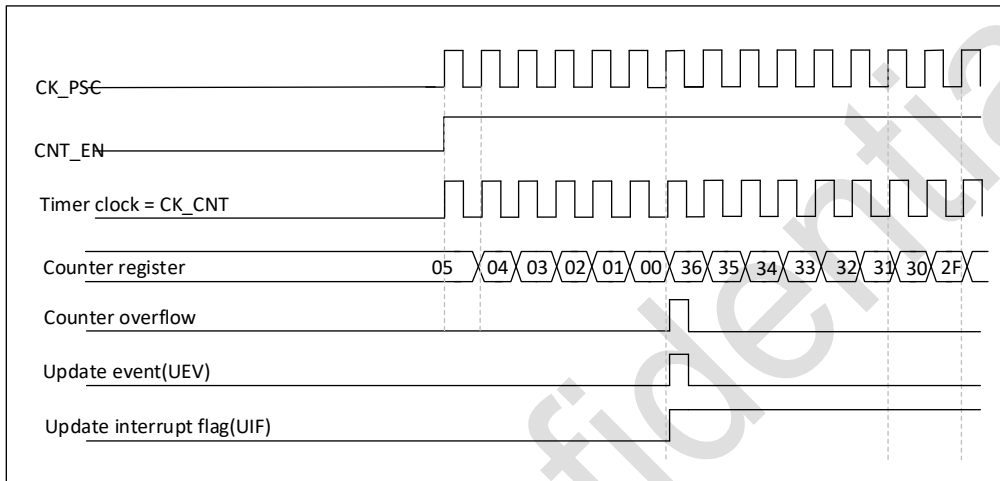 CK_PSC
CNT_EN
Timer clock = CK_CNT
Counter register 05 04 03 02 01 00 36 35 34 33 32 31 30 2F
Counter overflow
Update event(UEV)
Update interrupt flag(UIF)
fidentia